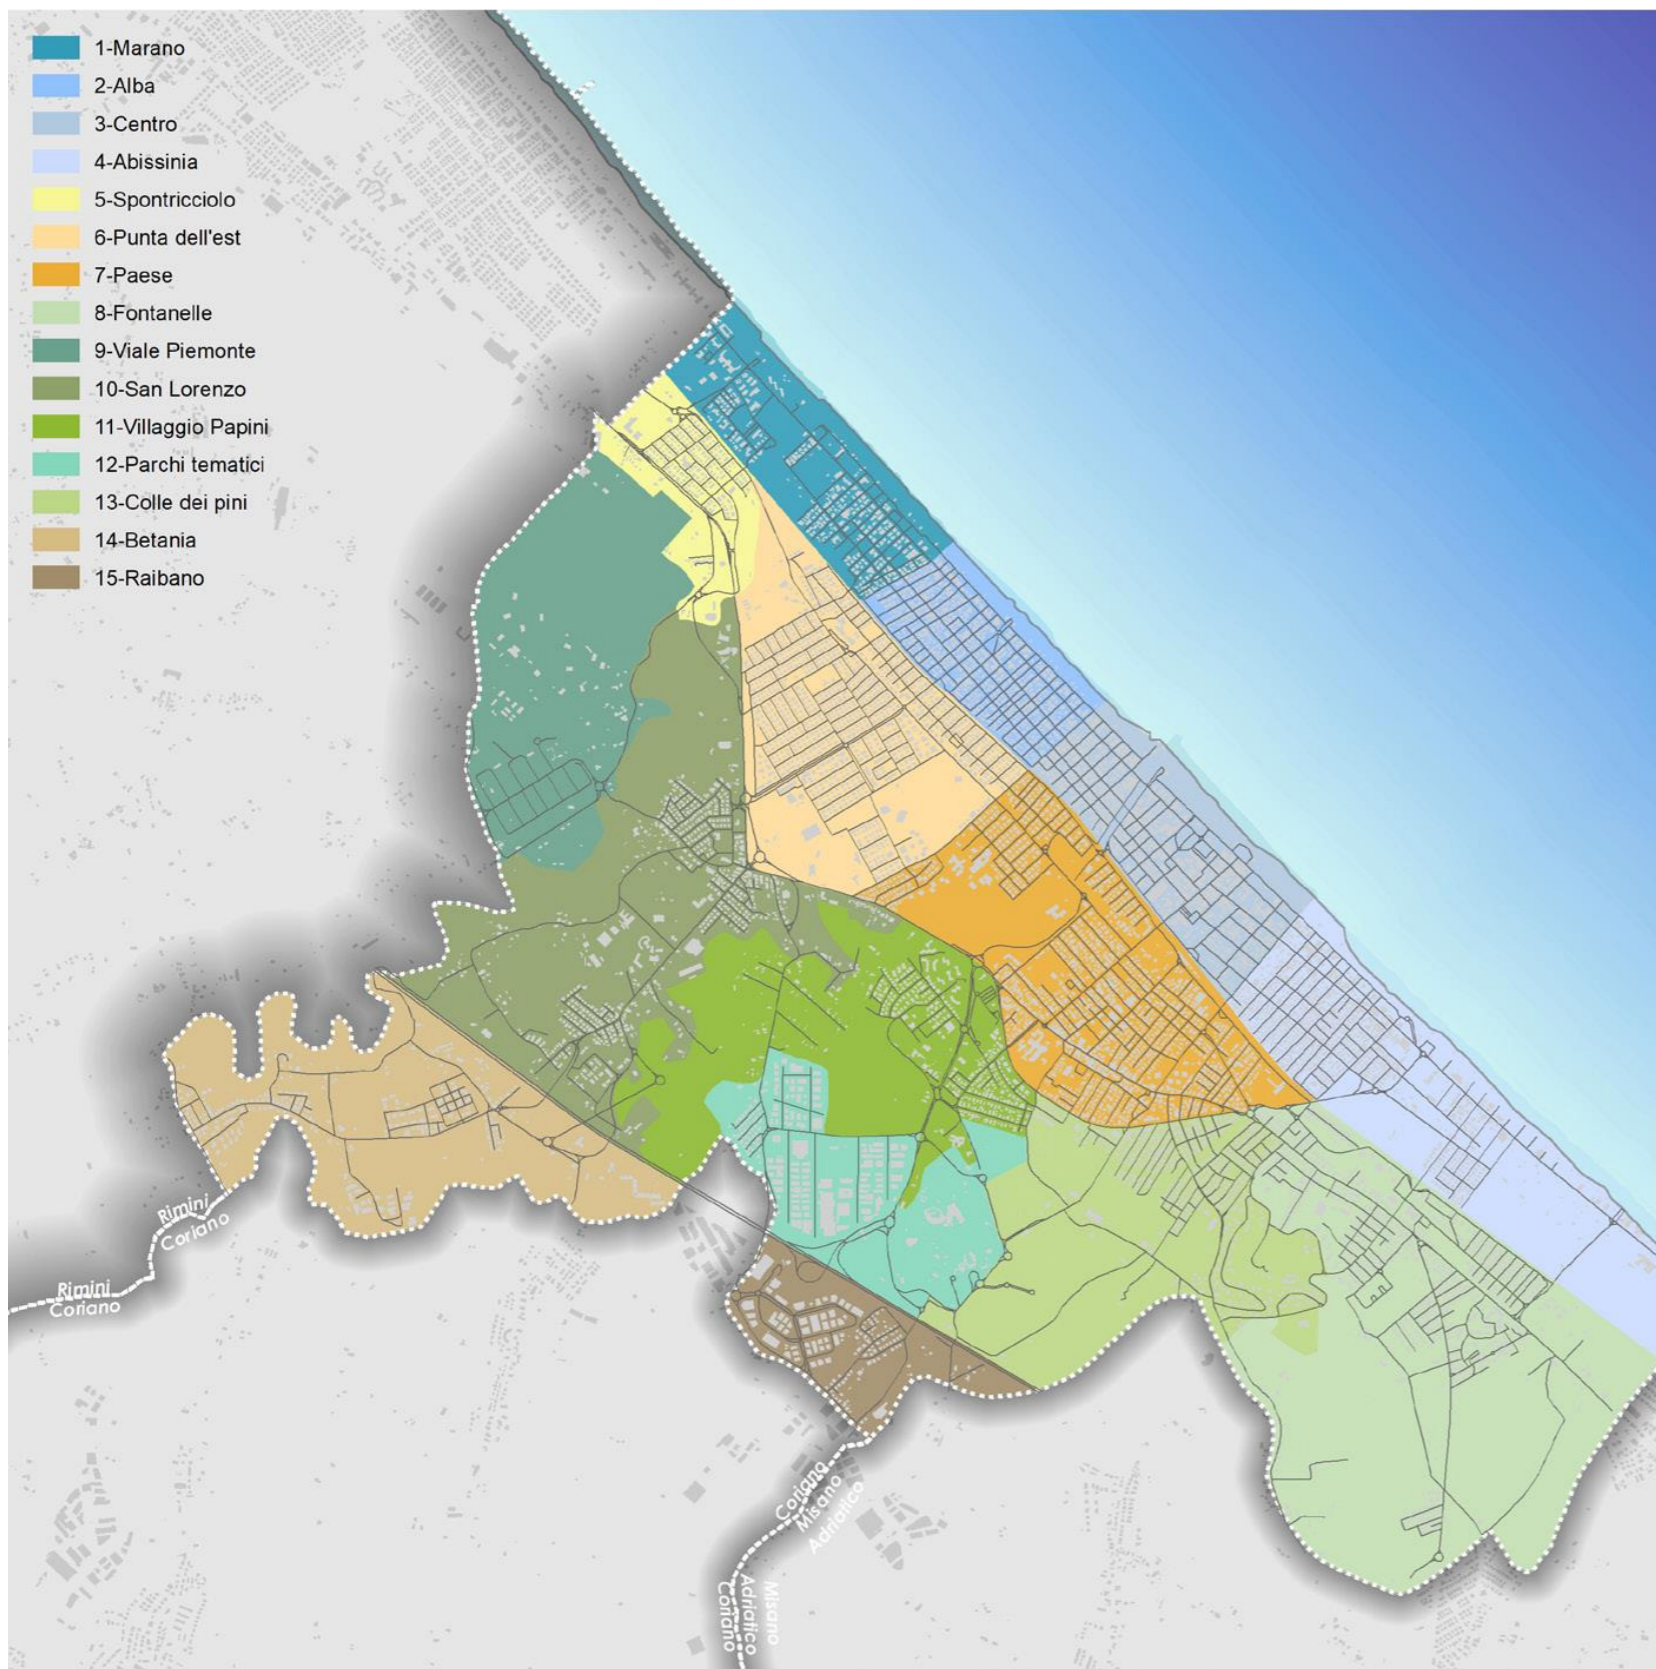 1-Marano
2-Alba
3-Centro
4-Abissinia
5-Spontricciolo
6-Punta dell'est
7-Paese
8-Fontanelle
9-Viale Piemonte
10-San Lorenzo
11-Villaggio Papini
12-Parchi tematici
13-Colle dei pini
14-Betania
15-Raibano
Rimini
Coriano
Rimini
Coriano
Coriano
Misano
Adriatico
Misano
Adriatico
Coriano